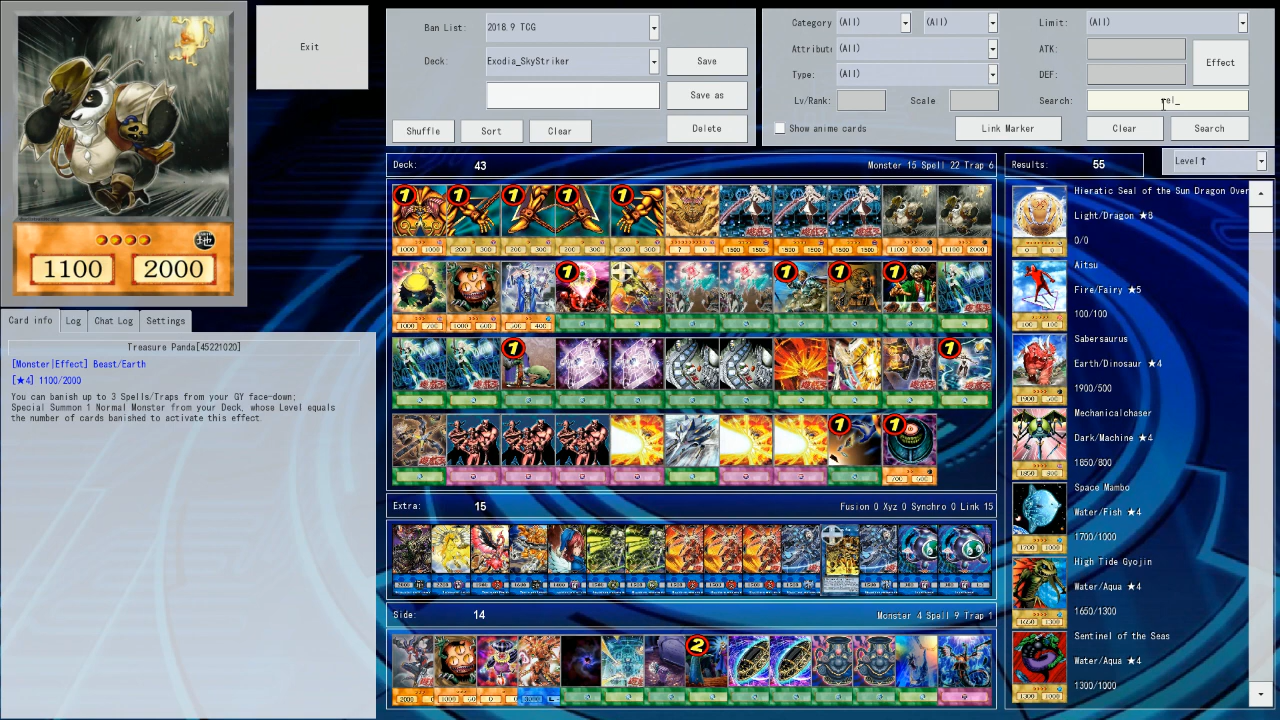 1100 2000
Exit
Card info Log Chat Log Settings
Treasure Panda[45221020]
[Monster|Effect] Beast/Earth
[★4] 1100/2000
You can banish up to 3 Spells/Traps from your GY face-down;
Special Summon 1 Normal Monster from your Deck, whose Level equals
the number of cards banished to activate this effect.
Ban List: 2018.9 TCG
Deck: Exodia_SkyStriker Save
Save as
Shuffle Sort Clear Delete
Category (All) (All) Limit: (All)
Attribute (All) ATK:
Type: (All) DEF: Effect
Lv/Rank: Scale Search: rel_
Show anime cards Link Marker Clear Search
Deck: 43 Monster 15 Spell 22 Trap 6
Extra: 15 Fusion 0 Xyz 0 Synchro 0 Link 15
Side: 14 Monster 4 Spell 9 Trap 1
Results: 55 Level↑
Hieratic Seal of the Sun Dragon Over
Light/Dragon ★8
0/0
Aitsu
Fire/Fairy ★5
100/100
Sabersaurus
Earth/Dinosaur ★4
1900/500
Mechanicalchaser
Dark/Machine ★4
1850/800
Space Mambo
Water/Fish ★4
1700/1000
High Tide Gyojin
Water/Aqua ★4
1650/1300
Sentinel of the Seas
Water/Aqua ★4
1300/1000